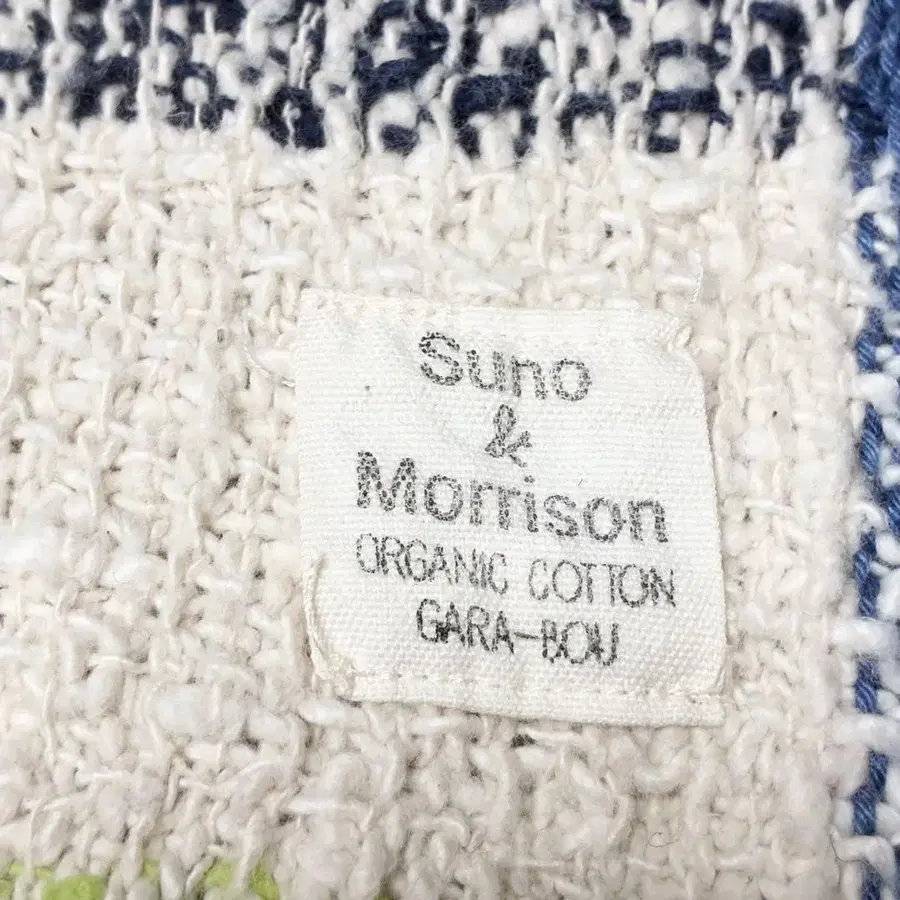 Suno
&
Morrison
ORGANIC COTTON
GARA-BOU